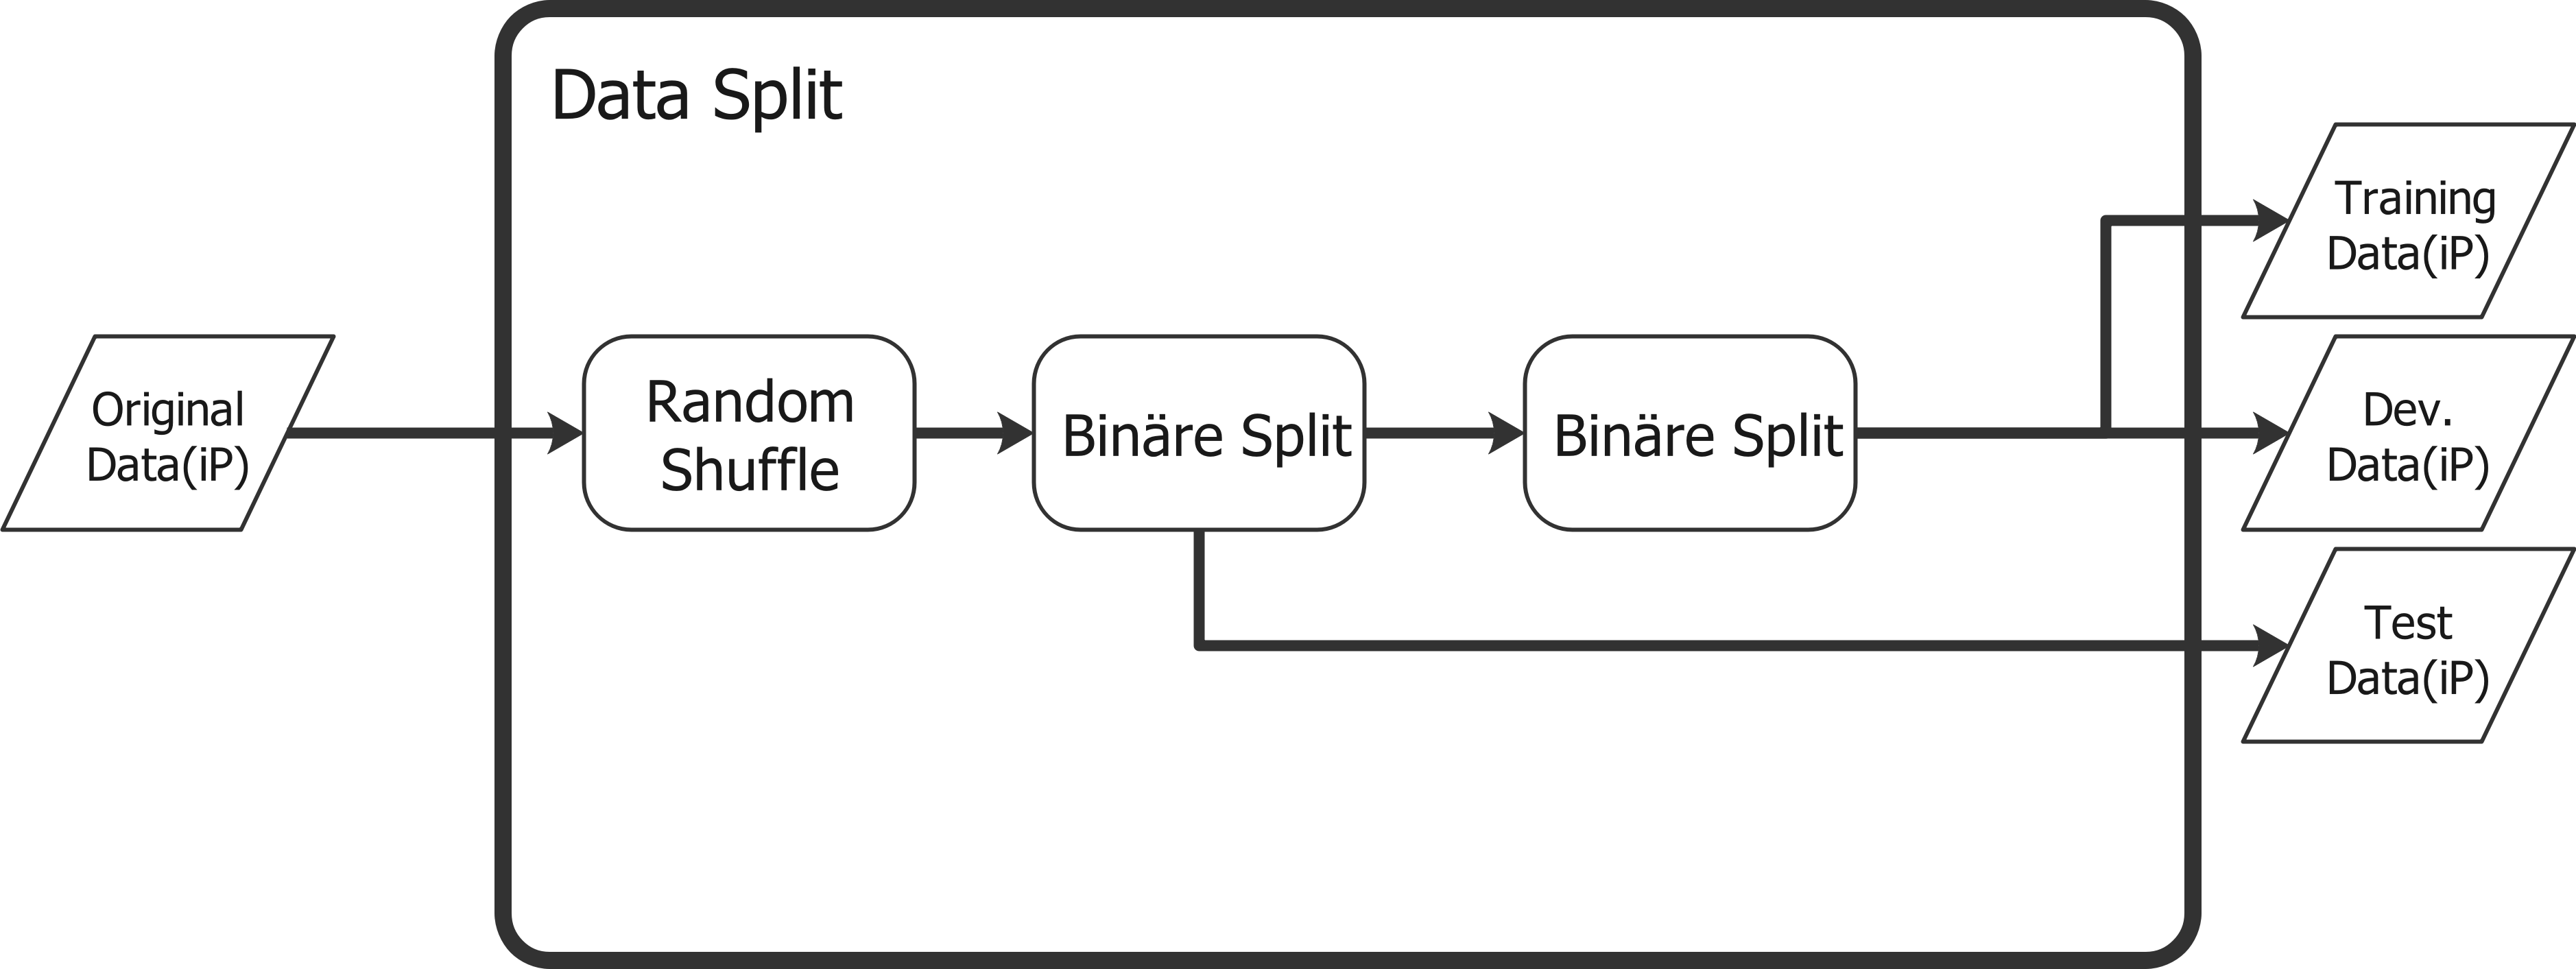 Data Split
Original
Data(iP)
Random
Shuffle
Binäre Split
Binäre Split
Training
Data(iP)
Dev.
Data(iP)
Test
Data(iP)